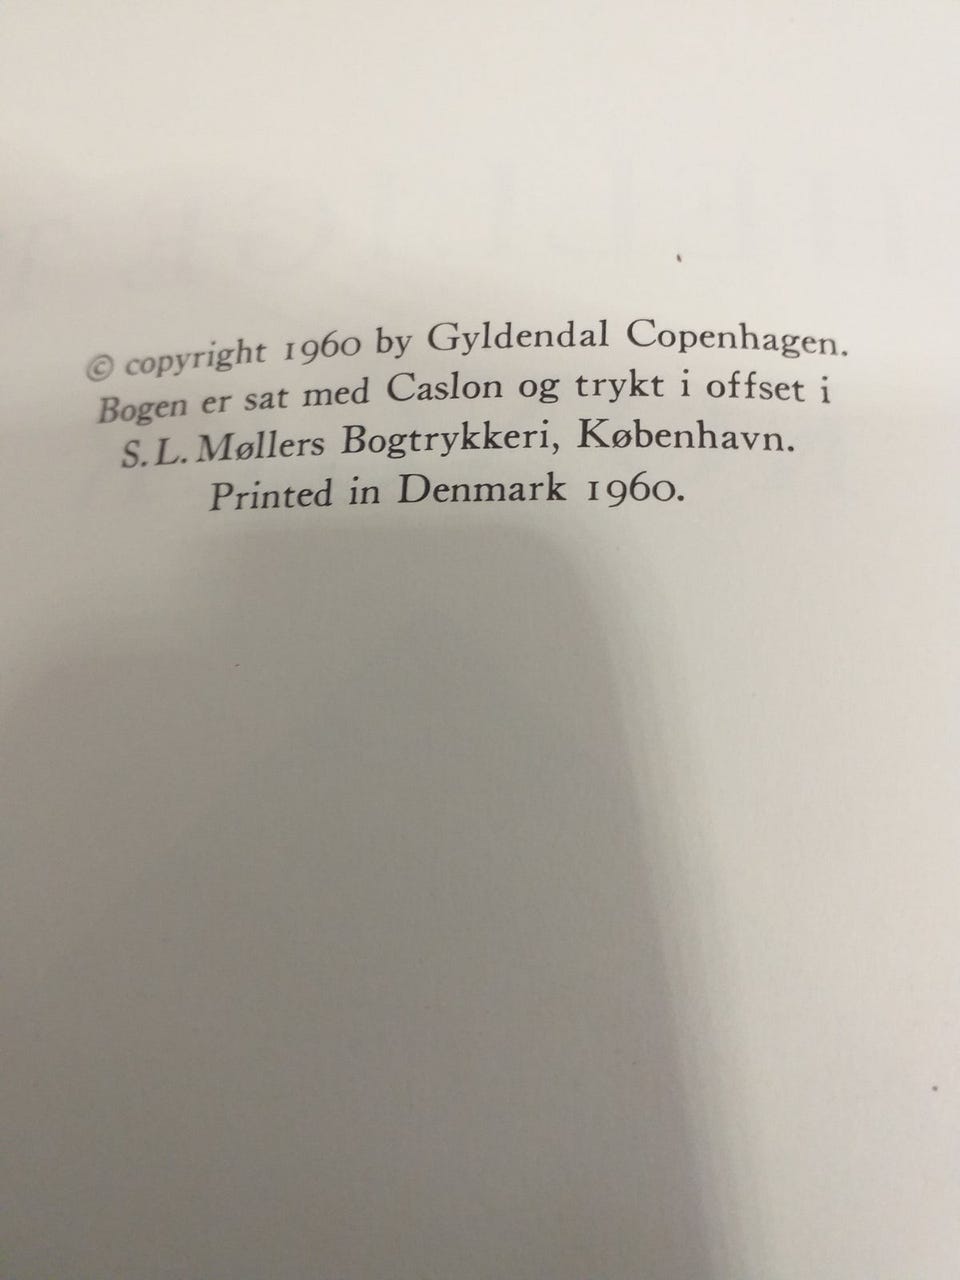 © copyright 1960 by Gyldendal Copenhagen.
Bogen er sat med Caslon og trykt i offset i
S. L. Møllers Bogtrykkeri, København.
Printed in Denmark 1960.